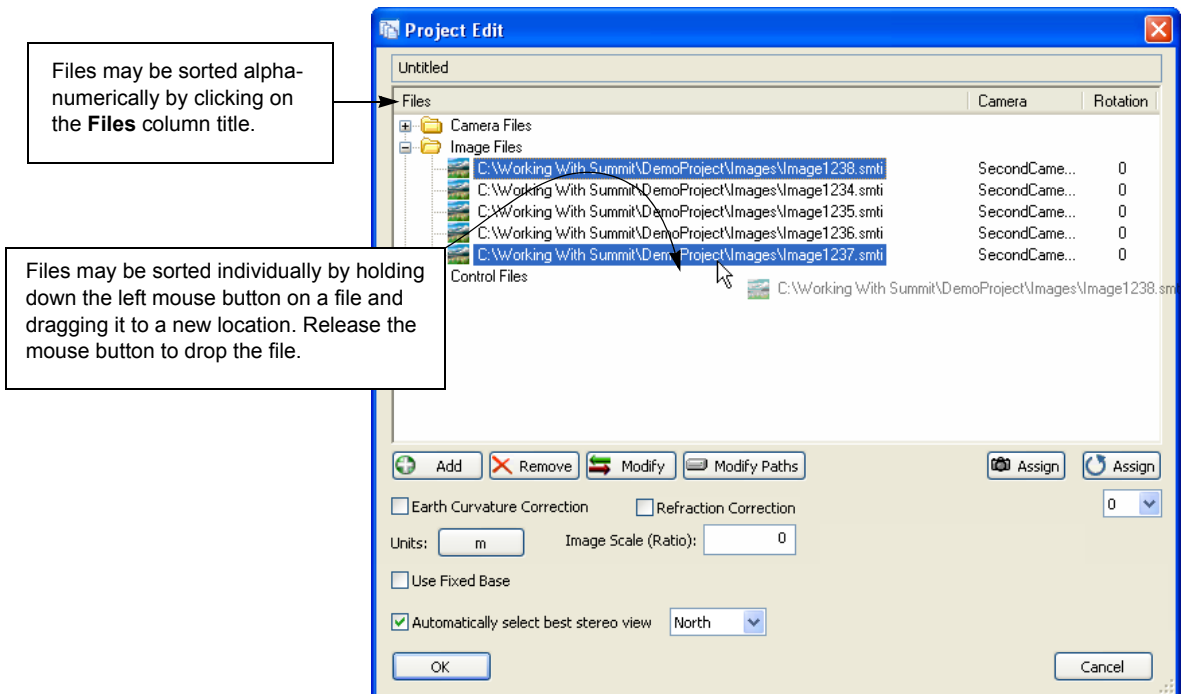 Project Edit
Untitled
Files may be sorted alpha-
numerically by clicking on
the Files column title.
Files Camera Rotation
Camera Files
Image Files
C:\Working With Summit\DemoProject\Images\Image1238.smti SecondCame... 0
C:\Working With Summit\DemoProject\Images\Image1234.smti SecondCame... 0
C:\Working With Summit\DemoProject\Images\Image1235.smti SecondCame... 0
C:\Working With Summit\DemoProject\Images\Image1236.smti SecondCame... 0
C:\Working With Summit\DemoProject\Images\Image1237.smti SecondCame... 0
Control Files
C:\Working With Summit\DemoProject\Images\Image1238.sm
Files may be sorted individually by holding
down the left mouse button on a file and
dragging it to a new location. Release the
mouse button to drop the file.
Add Remove Modify Modify Paths Assign Assign
Earth Curvature Correction Refraction Correction 0
Units: m Image Scale (Ratio): 0
Use Fixed Base
Automatically select best stereo view North
OK Cancel